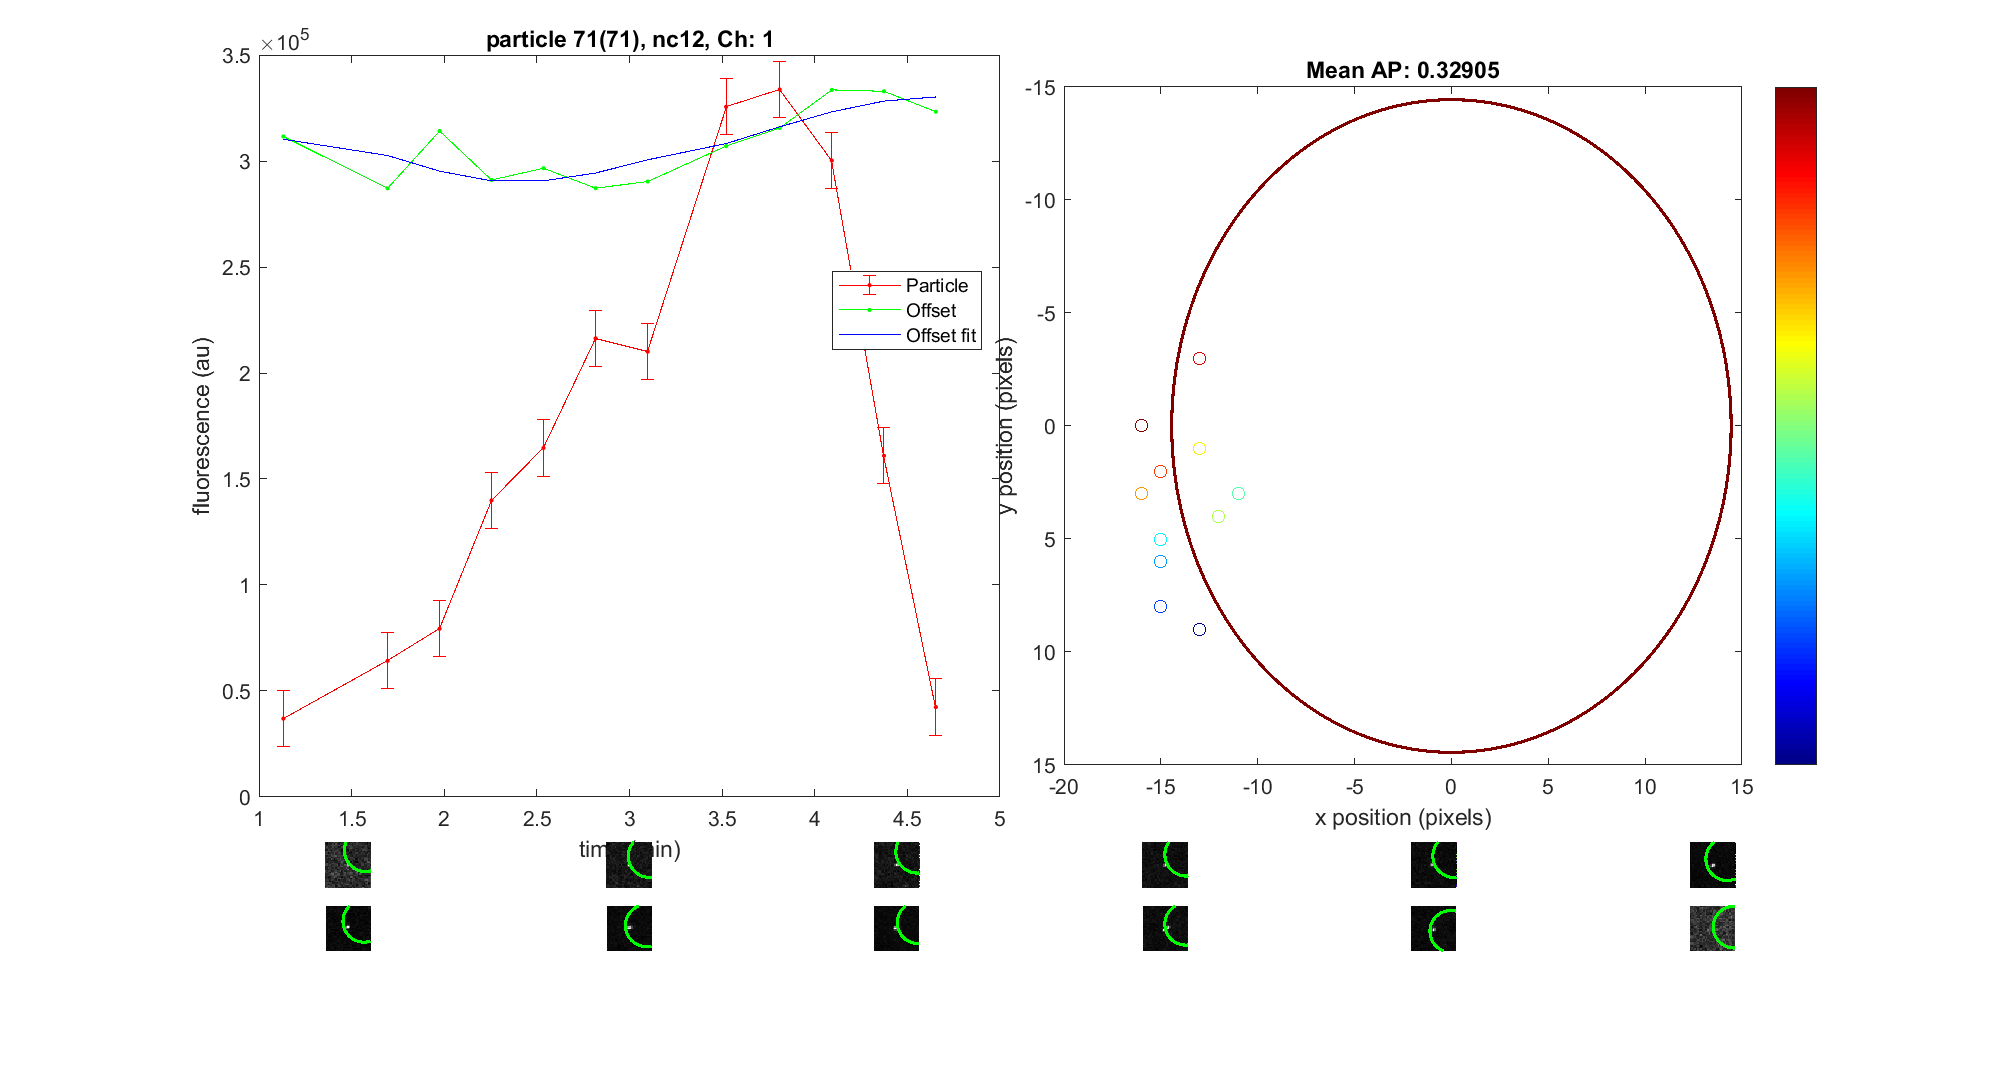 particle 71(71), nc12, Ch: 1
×10⁵
3.5
3
2.5
2
1.5
1
0.5
0
fluorescence (au)
1 1.5 2 2.5 3 3.5 4 4.5 5
Particle
Offset
Offset fit
Mean AP: 0.32905
-15
-10
-5
0
5
10
15
y position (pixels)
-20 -15 -10 -5 0 5 10 15
x position (pixels)